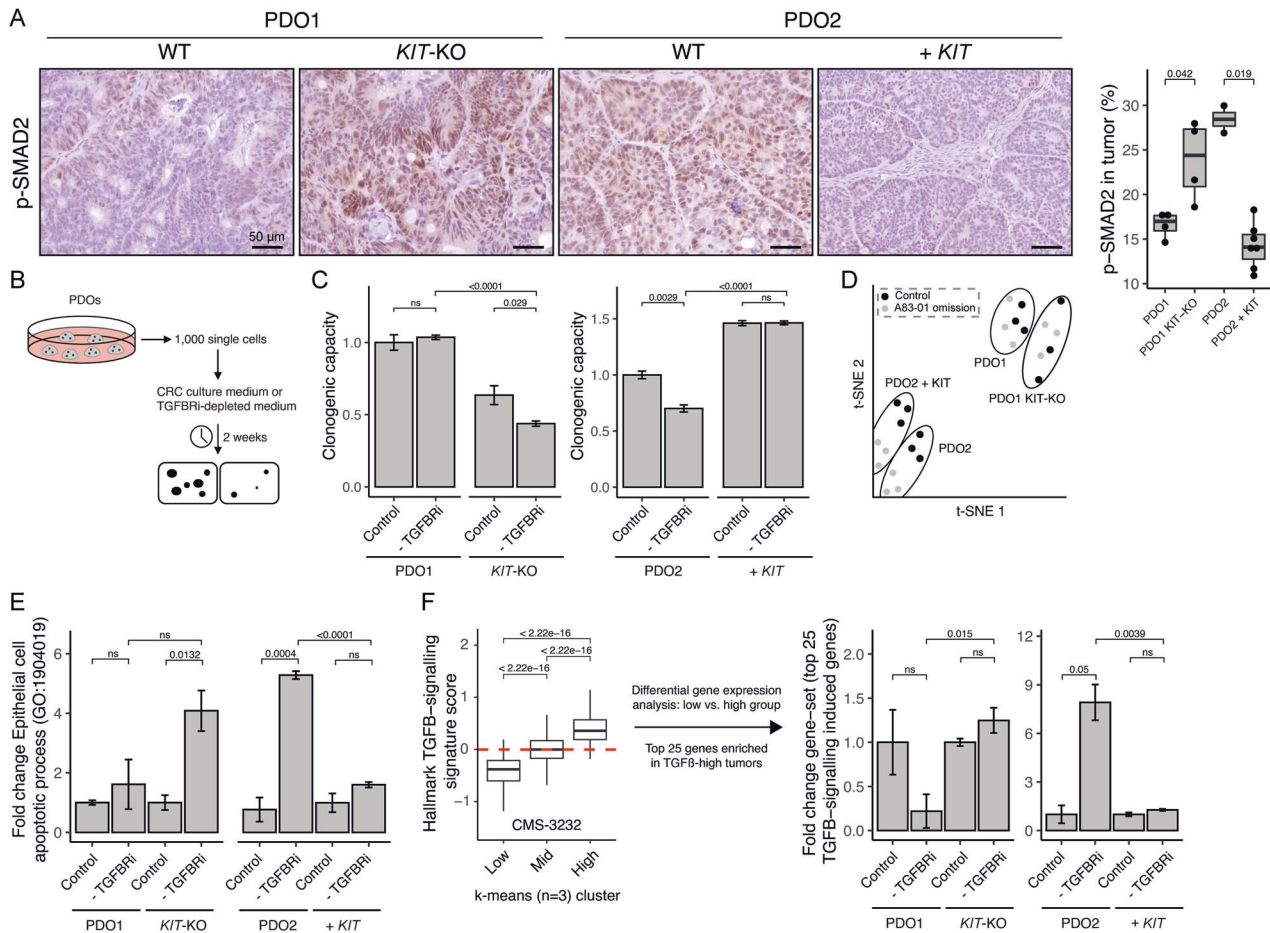 A
PDO1
PDO2
WT
KIT-KO
WT
+ KIT
p-SMAD2
50 µm
p−SMAD2 in tumor (%)
0.042
0.019
30
25
20
15
10
PDO1
PDO1 KIT−KO
PDO2
PDO2 + KIT
B
PDOs
1,000 single cells
CRC culture medium or
TGFBRi-depleted medium
2 weeks
C
Clonogenic capacity
<0.0001
ns
0.029
1.0
0.5
0.0
Control
- TGFBRi
Control
- TGFBRi
PDO1
KIT-KO
Clonogenic capacity
<0.0001
0.0029
ns
1.5
1.0
0.5
0.0
Control
- TGFBRi
Control
- TGFBRi
PDO2
+ KIT
D
Control
A83-01 omission
PDO1
PDO1 KIT-KO
PDO2 + KIT
PDO2
t-SNE 2
t-SNE 1
E
Fold change Epithelial cell
apoptotic process (GO:1904019)
ns
ns
0.0132
<0.0001
0.0004
ns
6
4
2
0
Control
- TGFBRi
Control
- TGFBRi
Control
- TGFBRi
Control
- TGFBRi
PDO1
KIT-KO
PDO2
+ KIT
F
Hallmark TGFB−signalling
signature score
< 2.22e−16
< 2.22e−16
< 2.22e−16
2
1
0
−1
CMS-3232
Low
Mid
High
k-means (n=3) cluster
Differential gene expression
analysis: low vs. high group
Top 25 genes enriched
in TGFß-high tumors
Fold change gene−set (top 25
TGFB−signalling induced genes)
0.015
ns
ns
2.0
1.5
1.0
0.5
0.0
Control
- TGFBRi
Control
- TGFBRi
PDO1
KIT-KO
0.0039
0.05
ns
12
9
6
3
0
Control
- TGFBRi
Control
- TGFBRi
PDO2
+ KIT